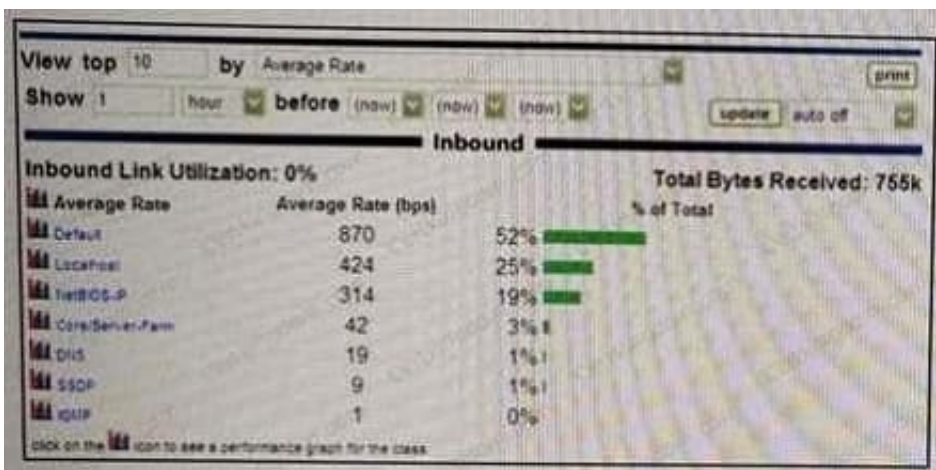 View top 10 by Average Rate print
Show 1 hour before (now) (now) (now) update auto off
Inbound
Inbound Link Utilization: 0% Total Bytes Received: 755k
Average Rate Average Rate (bps) % of Total
Default 870 52%
Localhost 424 25%
NetBIOS-IP 314 19%
Core/Server-Farm 42 3%
DNS 19 1%
SSDP 9 1%
IGMP 1 0%
click on the icon to see a performance graph for the class